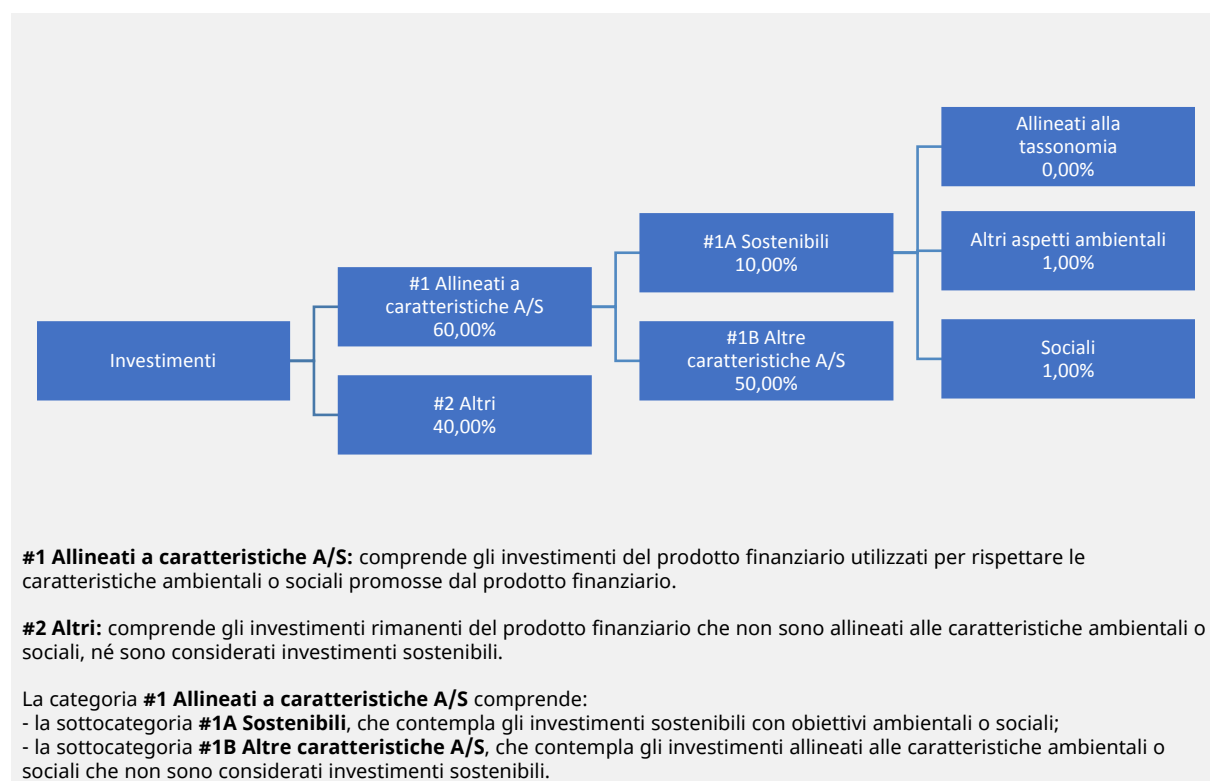 Investimenti
#1 Allineati a
caratteristiche A/S
60,00%
#2 Altri
40,00%
#1A Sostenibili
10,00%
#1B Altre
caratteristiche A/S
50,00%
Allineati alla
tassonomia
0,00%
Altri aspetti ambientali
1,00%
Sociali
1,00%
#1 Allineati a caratteristiche A/S: comprende gli investimenti del prodotto finanziario utilizzati per rispettare le
caratteristiche ambientali o sociali promosse dal prodotto finanziario.
#2 Altri: comprende gli investimenti rimanenti del prodotto finanziario che non sono allineati alle caratteristiche ambientali o
sociali, né sono considerati investimenti sostenibili.
La categoria #1 Allineati a caratteristiche A/S comprende:
- la sottocategoria #1A Sostenibili, che contempla gli investimenti sostenibili con obiettivi ambientali o sociali;
- la sottocategoria #1B Altre caratteristiche A/S, che contempla gli investimenti allineati alle caratteristiche ambientali o
sociali che non sono considerati investimenti sostenibili.